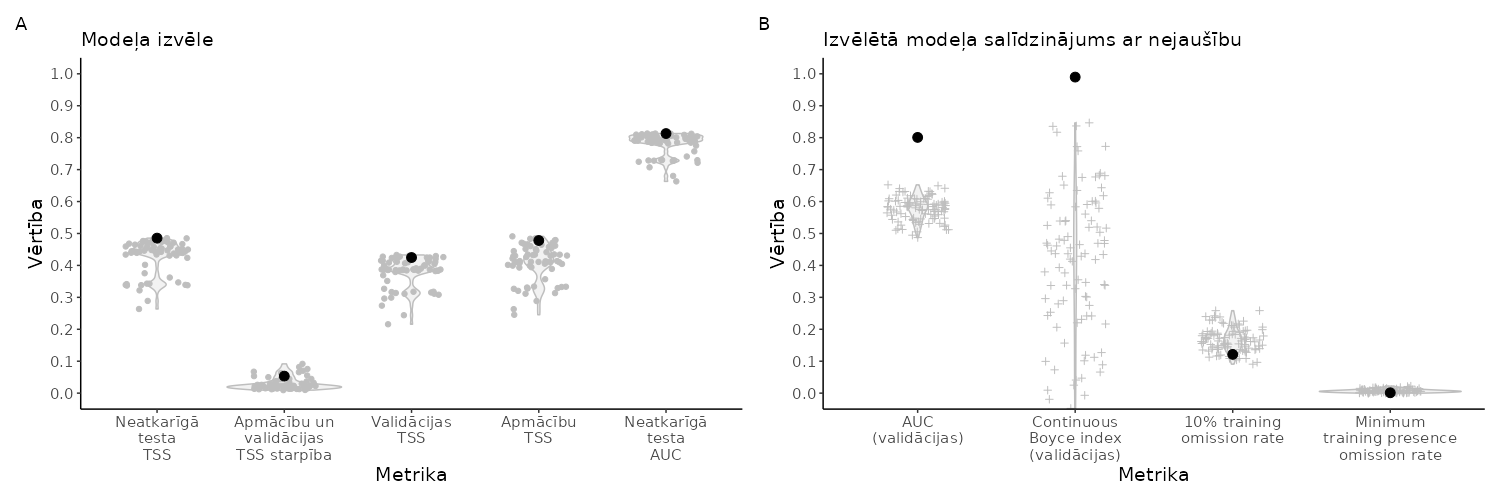 A
Modeļa izvēle
Vērtība
1.0
0.9
0.8
0.7
0.6
0.5
0.4
0.3
0.2
0.1
0.0
Neatkarīgā
testa
TSS
Apmācību un
validācijas
TSS starpība
Validācijas
TSS
Apmācību
TSS
Neatkarīgā
testa
AUC
Metrika
B
Izvēlētā modeļa salīdzinājums ar nejaušību
Vērtība
1.0
0.9
0.8
0.7
0.6
0.5
0.4
0.3
0.2
0.1
0.0
AUC
(validācijas)
Continuous
Boyce index
(validācijas)
10% training
omission rate
Minimum
training presence
omission rate
Metrika